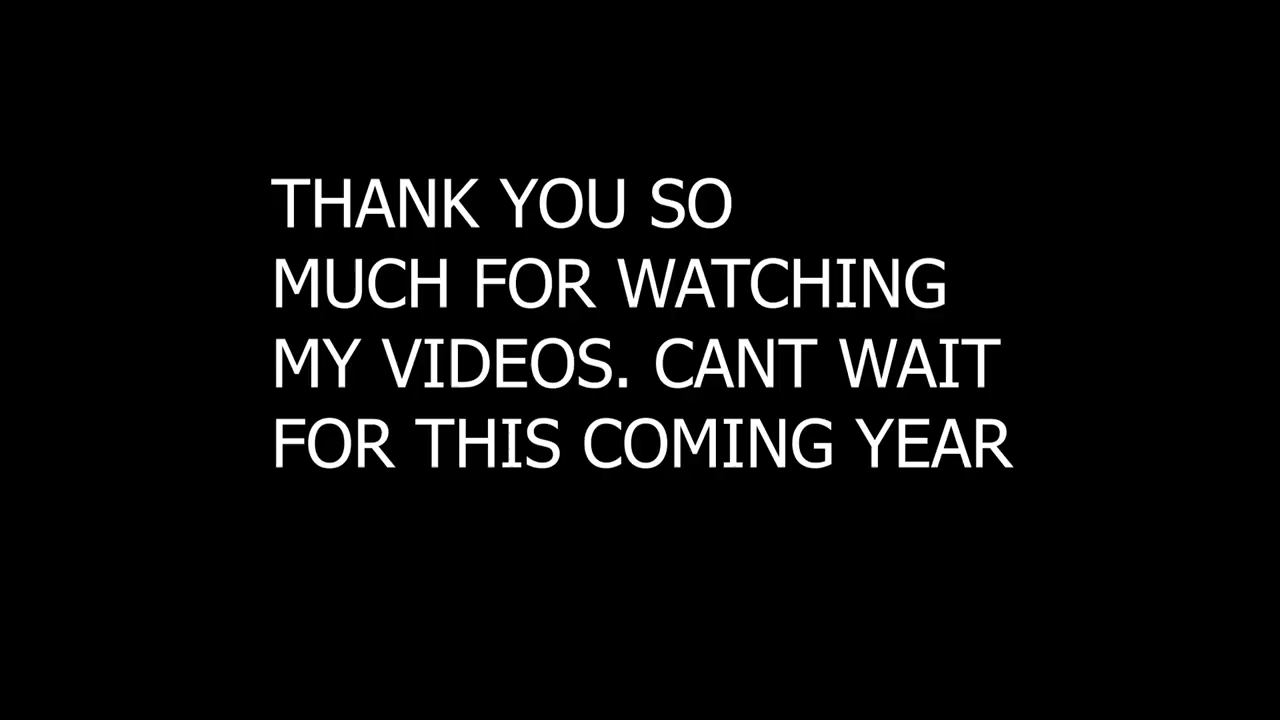 THANK YOU SO
MUCH FOR WATCHING
MY VIDEOS. CANT WAIT
FOR THIS COMING YEAR